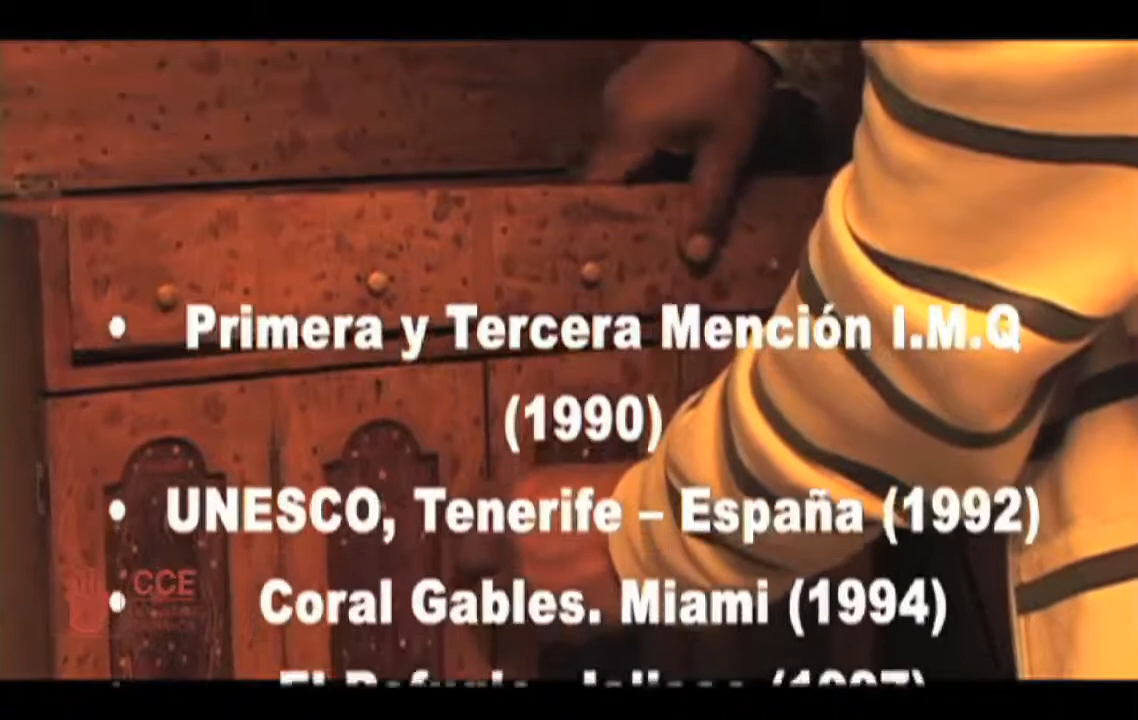 • Primera y Tercera Mención I.M.Q
(1990)
• UNESCO, Tenerife – España (1992)
• Coral Gables. Miami (1994)
CCE